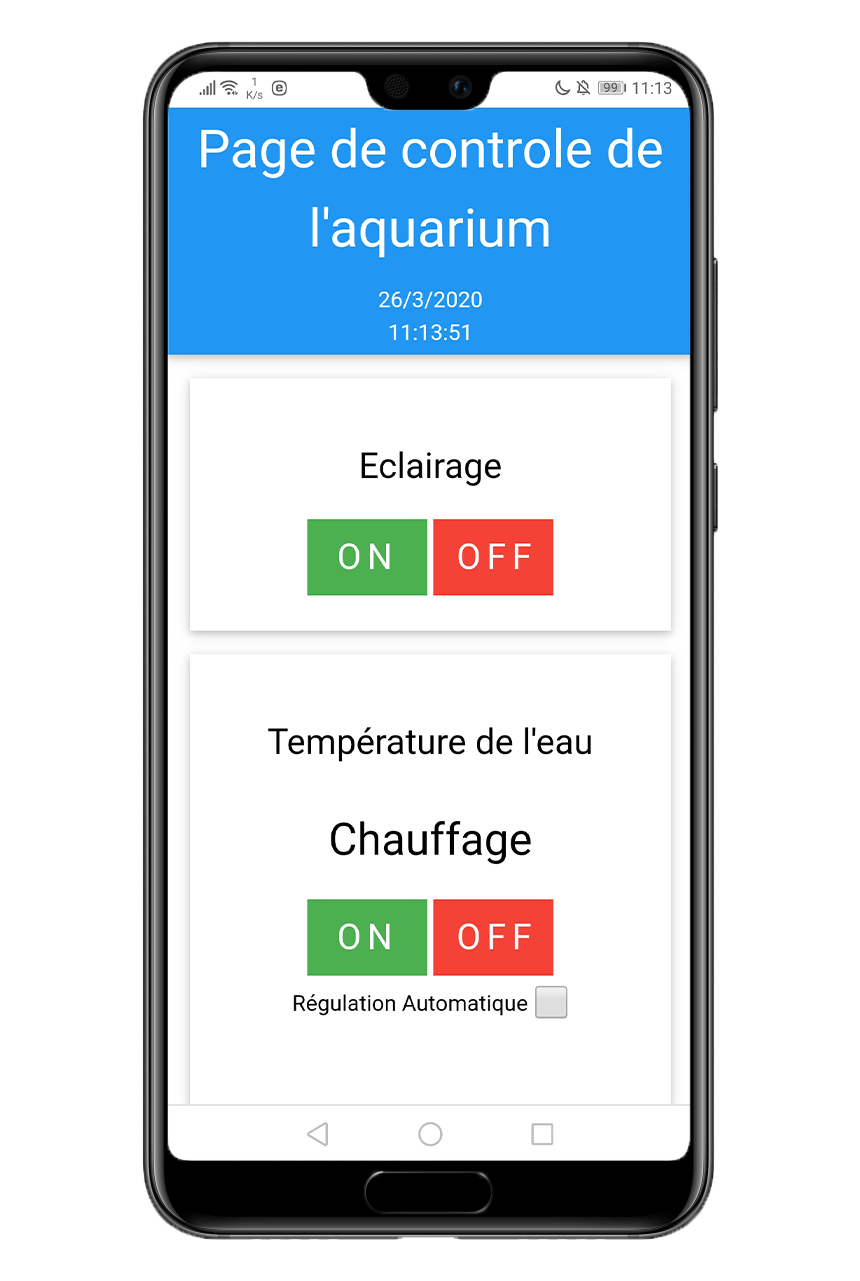 1
K/s
e
99
11:13
Page de controle de
l'aquarium
26/3/2020
11:13:51
Eclairage
ON OFF
Température de l'eau
Chauffage
ON OFF
Régulation Automatique